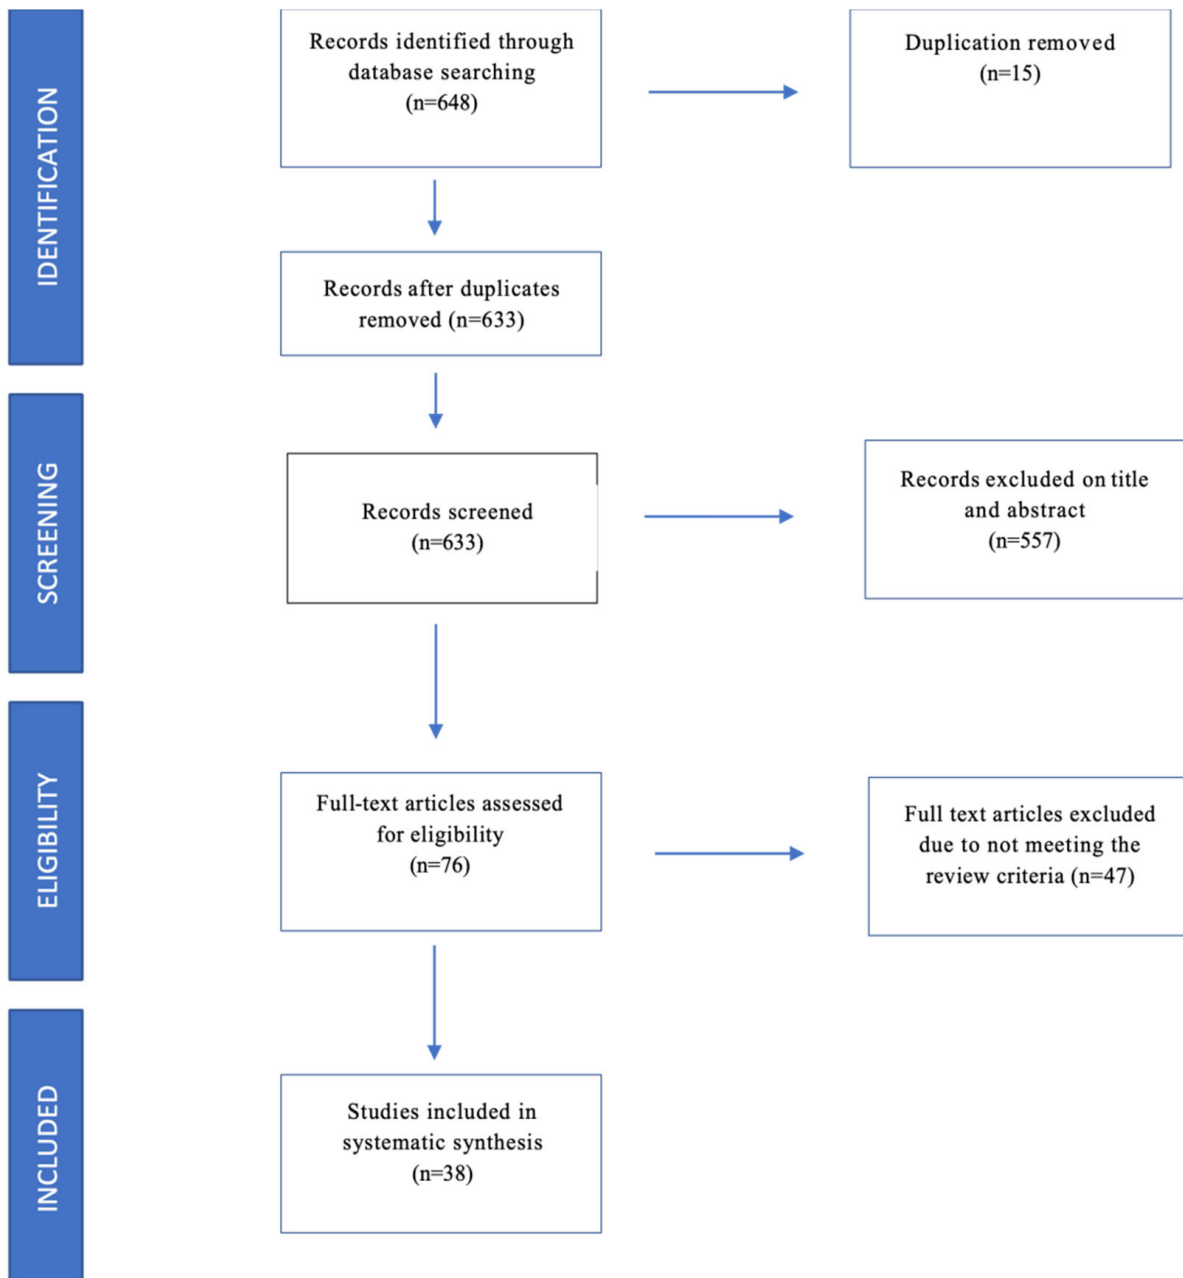 IDENTIFICATION
Records identified through
database searching
(n=648)
Duplication removed
(n=15)
Records after duplicates
removed (n=633)
SCREENING
Records screened
(n=633)
Records excluded on title
and abstract
(n=557)
ELIGIBILITY
Full-text articles assessed
for eligibility
(n=76)
Full text articles excluded
due to not meeting the
review criteria (n=47)
INCLUDED
Studies included in
systematic synthesis
(n=38)